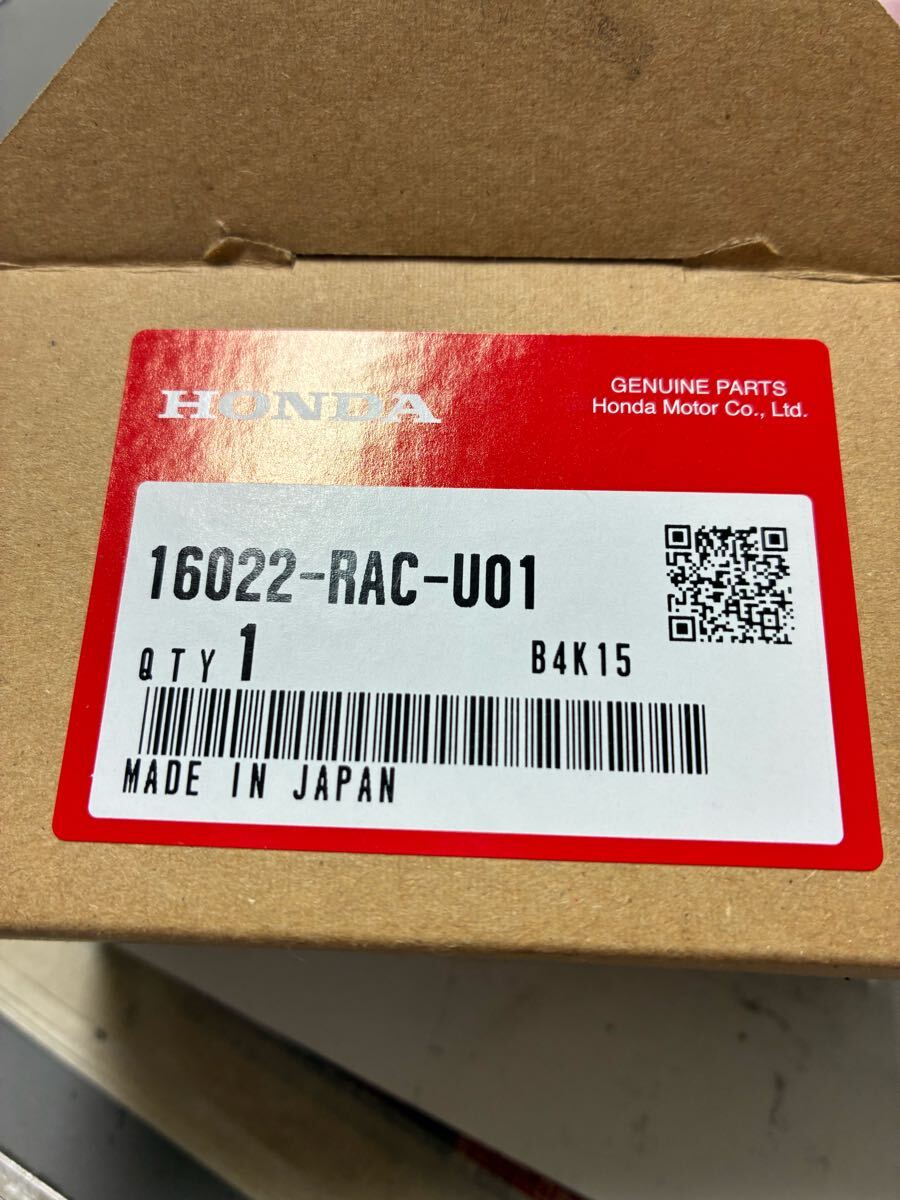 HONDA
GENUINE PARTS
Honda Motor Co., Ltd.
16022-RAC-U01
QTY 1
B4K15
MADE IN JAPAN